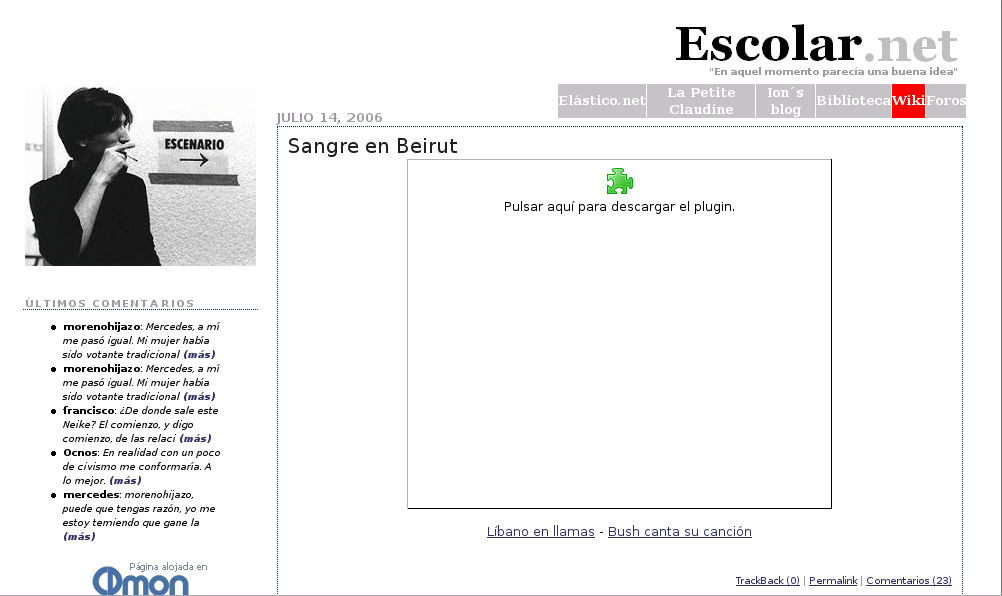 Escolar.net
"En aquel momento parecía una buena idea"
Elástico.net
La Petite
Claudine
Ion´s
blog
Biblioteca
Wiki
Foros
ESCENARIO
JULIO 14, 2006
Sangre en Beirut
Pulsar aquí para descargar el plugin.
Líbano en llamas - Bush canta su canción
TrackBack (0) | Permalink | Comentarios (23)
ÚLTIMOS COMENTARIOS
morenohijazo: Mercedes, a mí
me pasó igual. Mi mujer había
sido votante tradicional (más)
morenohijazo: Mercedes, a mí
me pasó igual. Mi mujer había
sido votante tradicional (más)
francisco: ¿De donde sale este
Neike? El comienzo, y digo
comienzo, de las relaci (más)
Ocnos: En realidad con un poco
de civismo me conformaría. A
lo mejor. (más)
mercedes: morenohijazo,
puede que tengas razón, yo me
estoy temiendo que gane la
(más)
Página alojada en
Omon